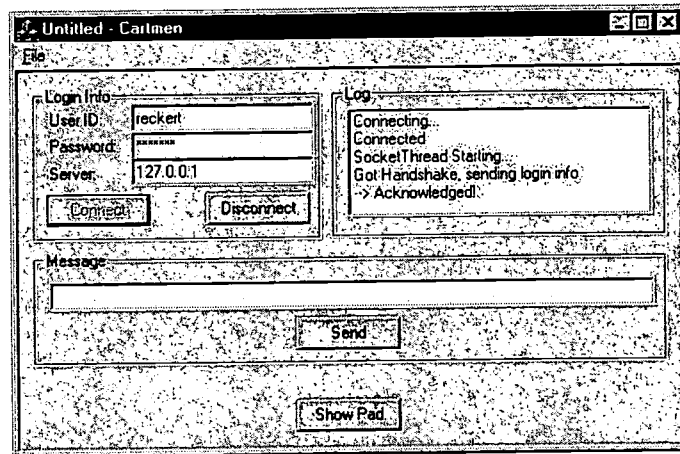 Untitled - Cartmen
File
Login Info
User ID: reckert
Password: *******
Server: 127.0.0.1
Connect Disconnect
Log
Connecting...
Connected
SocketThread Starting...
Got Handshake, sending login info
-> Acknowledged!
Message
Send
Show Pad